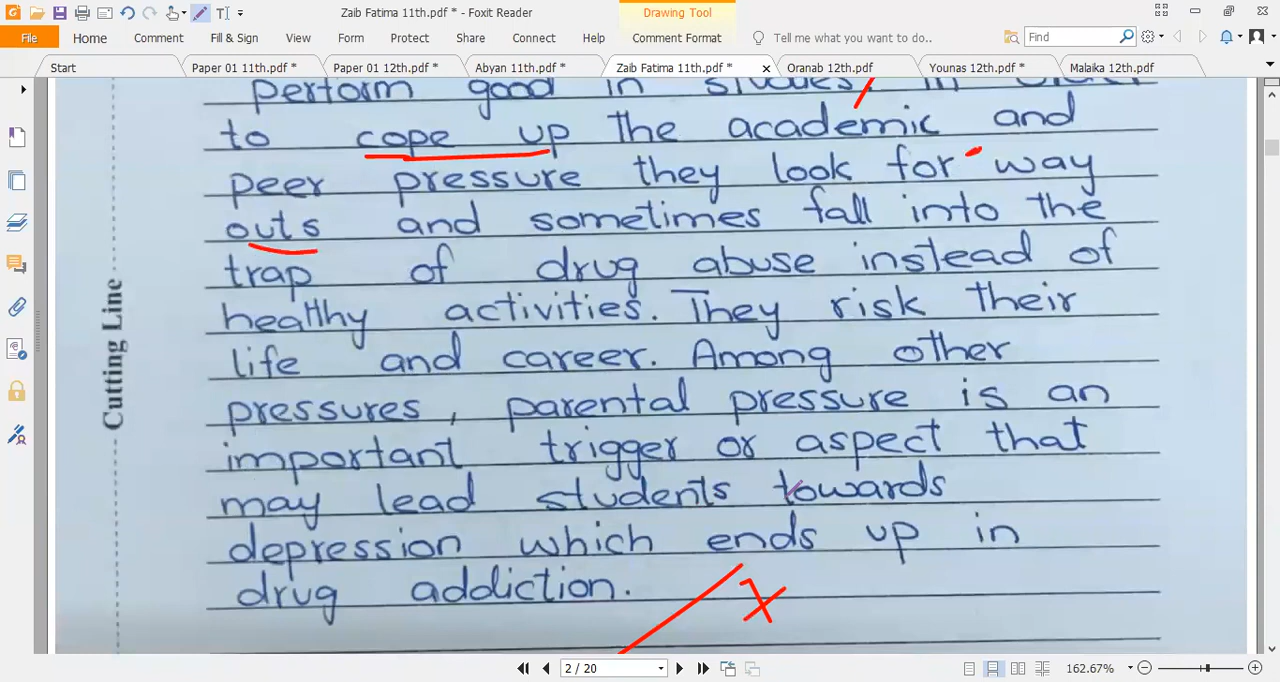 Zaib Fatima 11th.pdf * - Foxit Reader
Drawing Tool
File Home Comment Fill & Sign View Form Protect Share Connect Help Comment Format Tell me what you want to do.. Find
Start Paper 01 11th.pdf * Paper 01 12th.pdf * Abyan 11th.pdf * Zaib Fatima 11th.pdf * Oranab 12th.pdf Younas 12th.pdf * Malaika 12th.pdf
perform good in studies. In
to cope up the academic and
peer pressure they look for way
outs and sometimes fall into the
trap of drug abuse instead of
healthy activities. They risk their
life and career. Among other
pressures, parental pressure is an
important trigger or aspect that
may lead students towards
depression which ends up in
drug addiction.
Cutting Line
2 / 20
162.67%